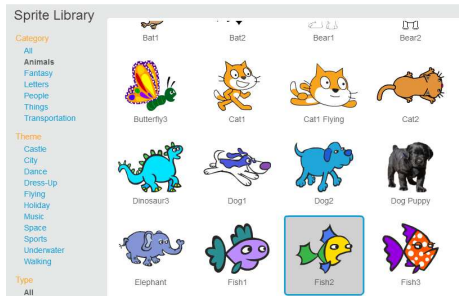 Sprite Library
Category
All
Animals
Fantasy
Letters
People
Things
Transportation
Theme
Castle
City
Dance
Dress-Up
Flying
Holiday
Music
Space
Sports
Underwater
Walking
Type
All
Bat1 Bat2 Bear1 Bear2
Butterfly3 Cat1 Cat1 Flying Cat2
Dinosaur3 Dog1 Dog2 Dog Puppy
Elephant Fish1 Fish2 Fish3